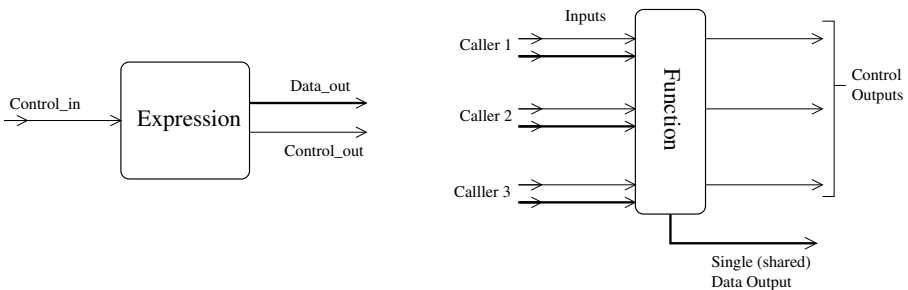 Control_in
Expression
Data_out
Control_out
Inputs
Caller 1
Caller 2
Calller 3
Function
Control
Outputs
Single (shared)
Data Output